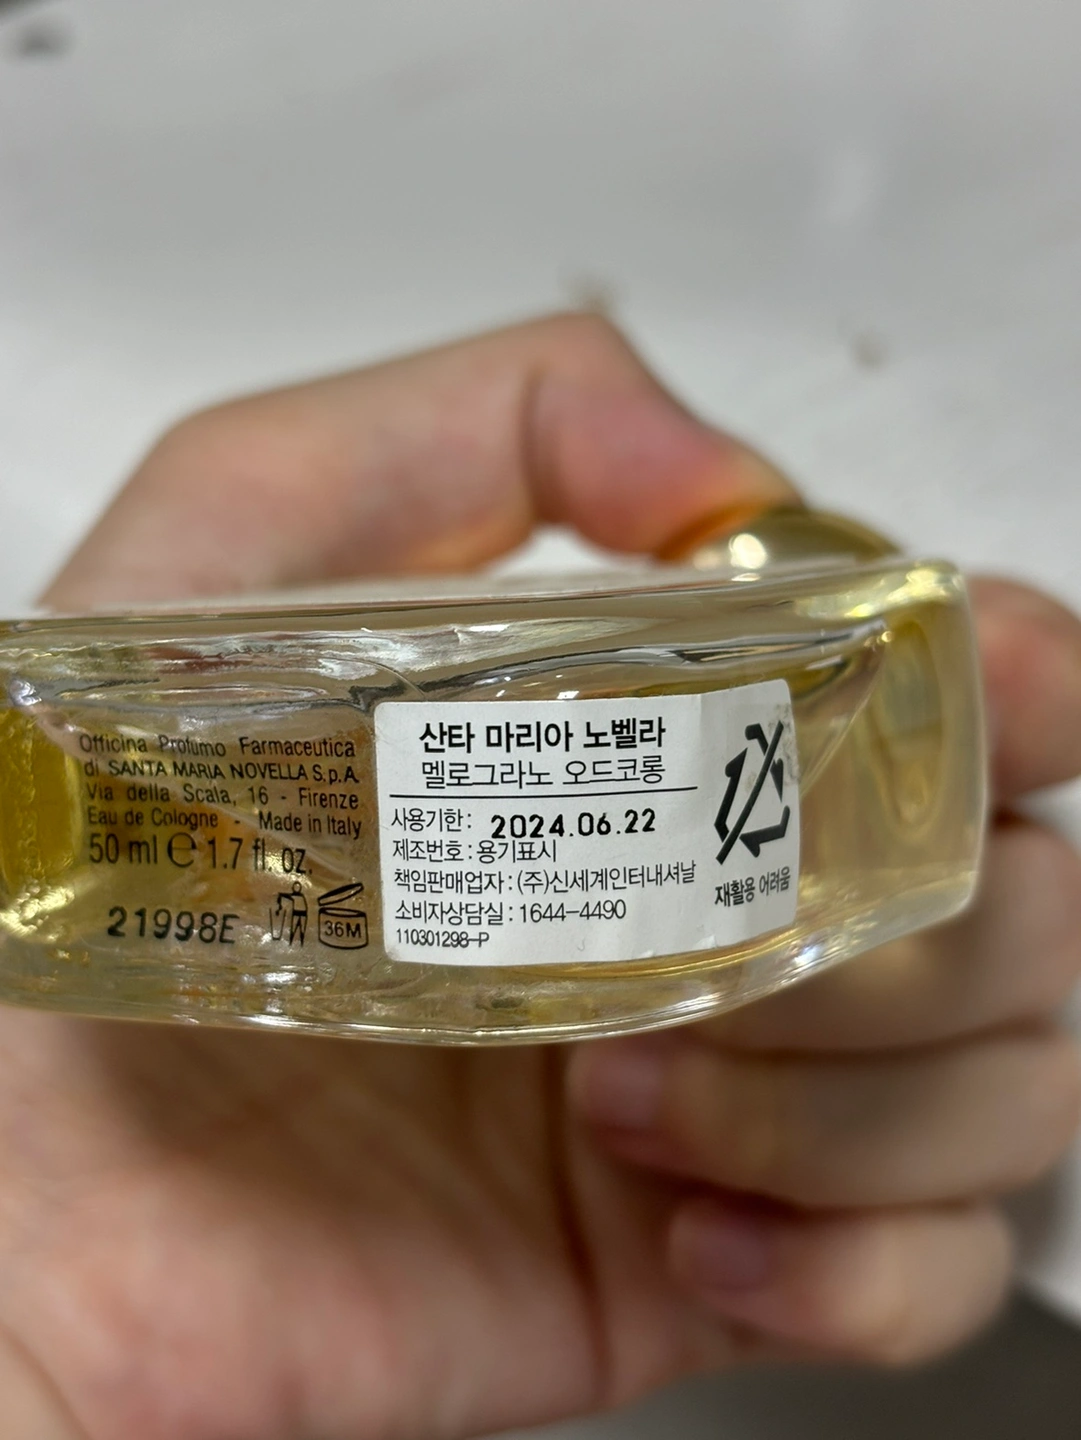 Officina Profumo Farmaceutica
di SANTA MARIA NOVELLA S.p.A.
Via della Scala, 16 - Firenze
Eau de Cologne - Made in Italy
50 ml e 1.7 fl. oz.
21998E
36M
산타 마리아 노벨라
멜로그라노 오드코롱
사용기한 : 2024.06.22
제조번호 : 용기표시
책임판매업자 : (주)신세계인터내셔날
소비자상담실 : 1644-4490
110301298-P
재활용 어려움